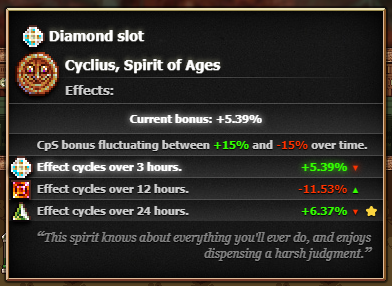 Diamond slot
Cyclius, Spirit of Ages
Effects:
Current bonus: +5.39%
CpS bonus fluctuating between +15% and -15% over time.
Effect cycles over 3 hours. +5.39% ▼
Effect cycles over 12 hours. -11.53% ▲
Effect cycles over 24 hours. +6.37% ▼
“This spirit knows about everything you'll ever do, and enjoys
dispensing a harsh judgment.”